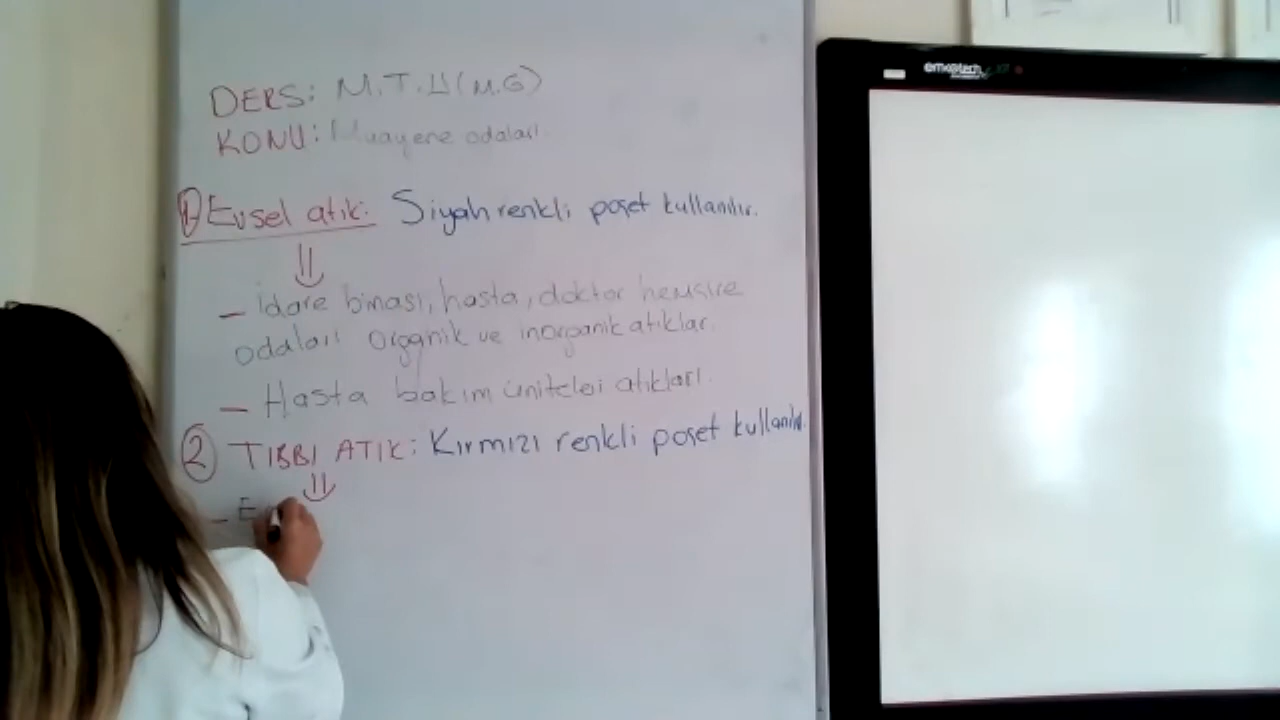 DERS: M.T.U(M.G)
KONU: Muayene odaları.
1) Evsel atık: Siyah renkli poşet kullanılır.
- İdare binası, hasta, doktor hemşire
odaları organik ve inorganik atıklar.
- Hasta bakım üniteleri atıkları.
2 TIBBİ ATIK: Kırmızı renkli poşet kullanılır.
- E